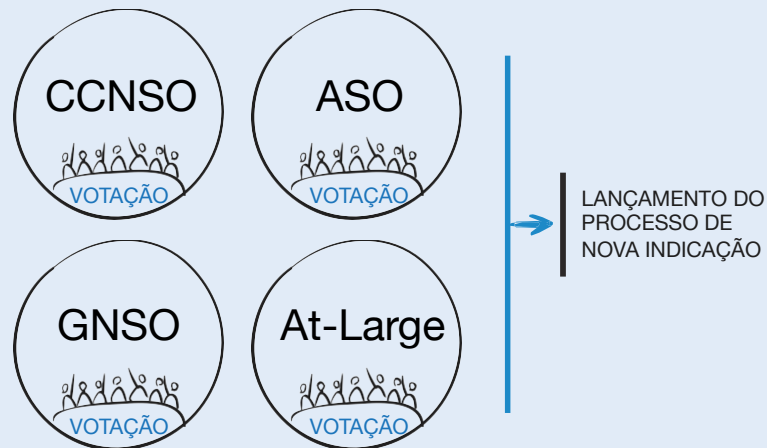 CCNSO
VOTAÇÃO
ASO
VOTAÇÃO
GNSO
VOTAÇÃO
At-Large
VOTAÇÃO
LANÇAMENTO DO
PROCESSO DE
NOVA INDICAÇÃO